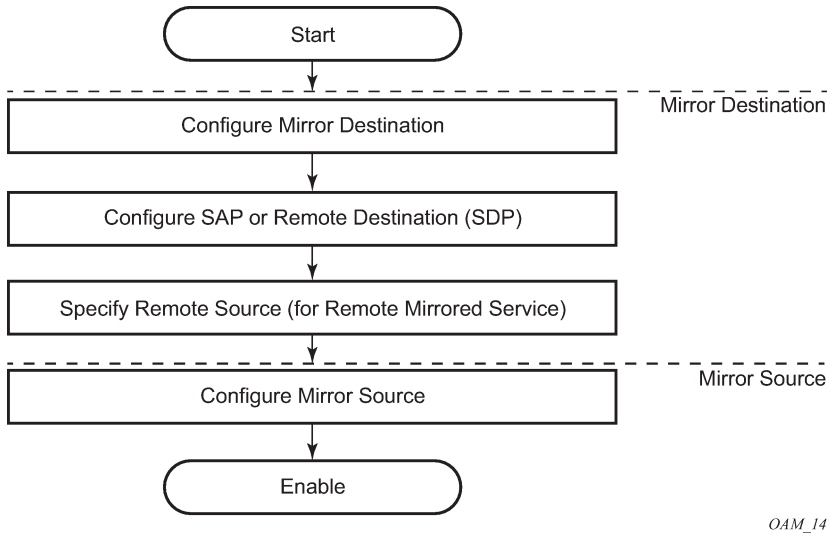 Start
Mirror Destination
Configure Mirror Destination
Configure SAP or Remote Destination (SDP)
Specify Remote Source (for Remote Mirrored Service)
Mirror Source
Configure Mirror Source
Enable
OAM_14